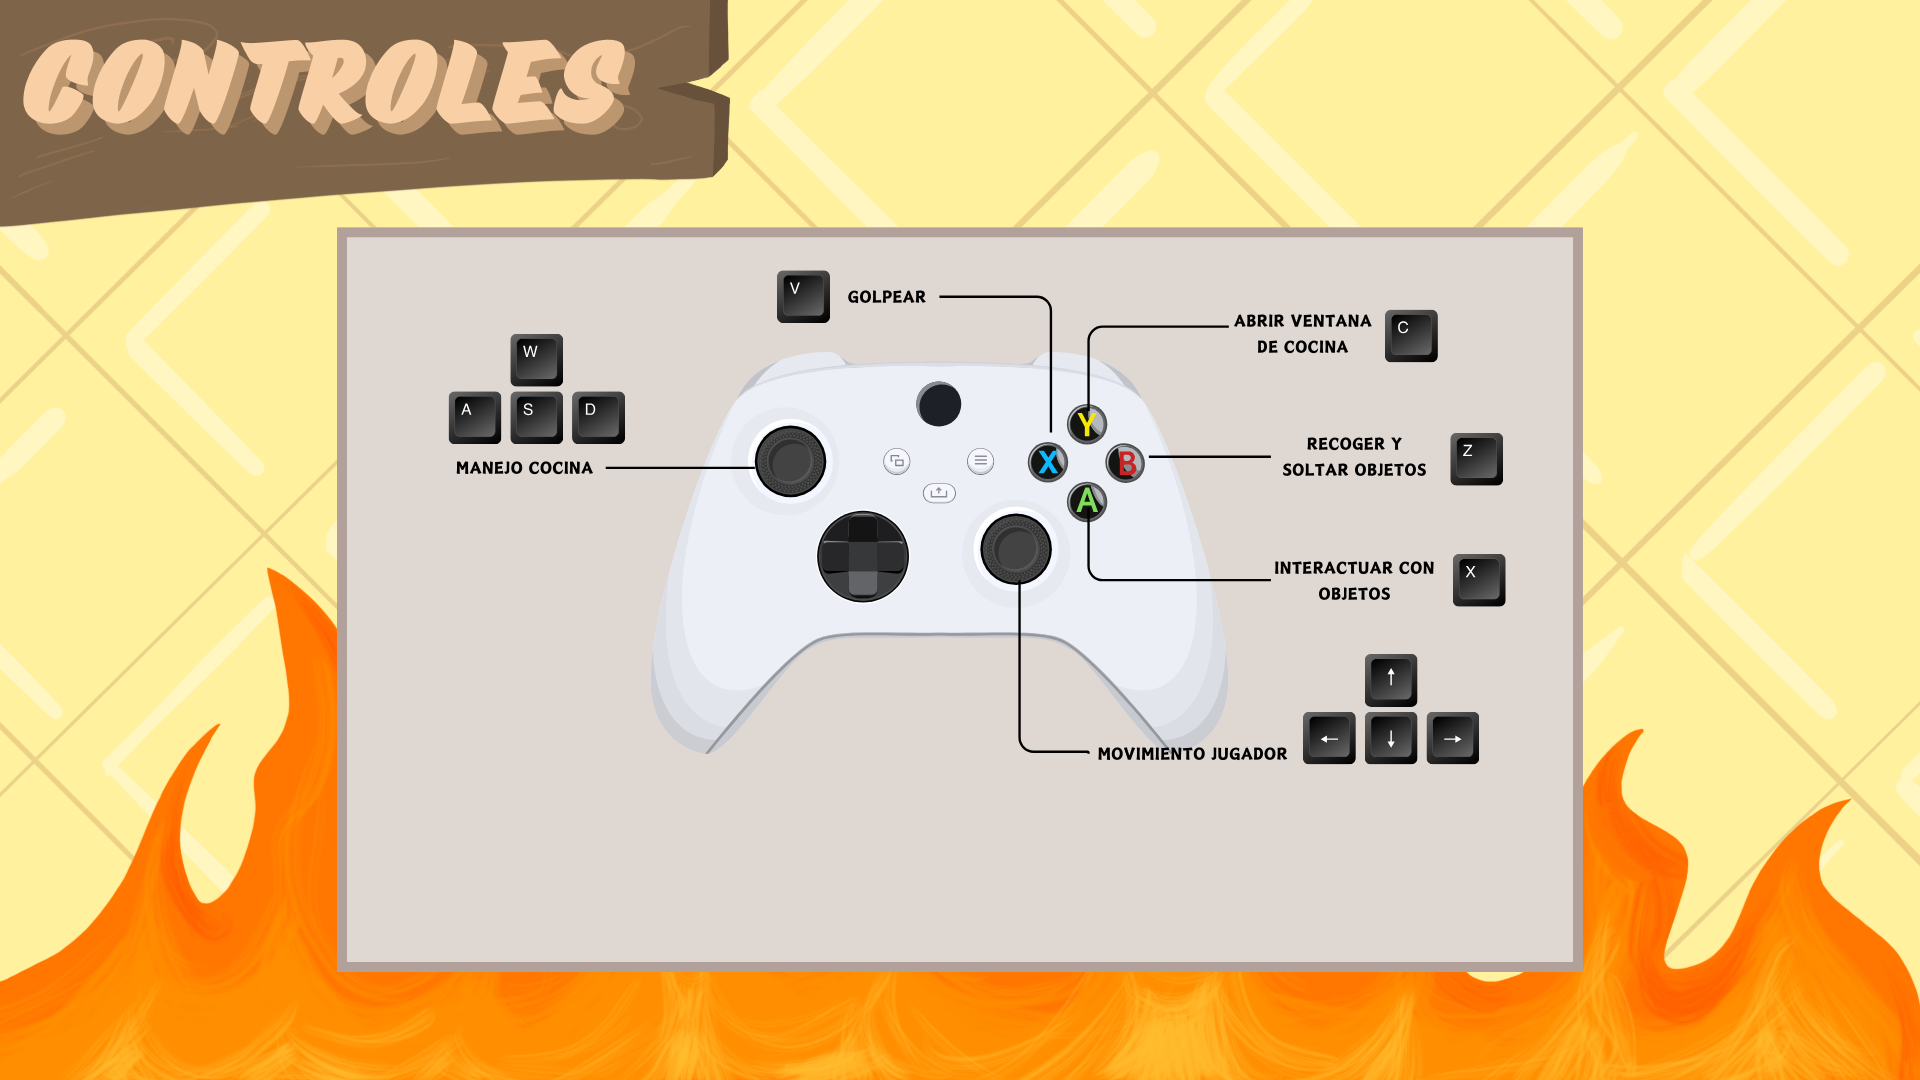 CONTROLES
V
GOLPEAR
ABRIR VENTANA
DE COCINA
C
W
A S D
MANEJO COCINA
Y
X
B
A
RECOGER Y
SOLTAR OBJETOS
Z
INTERACTUAR CON
OBJETOS
X
↑
← ↓ →
MOVIMIENTO JUGADOR